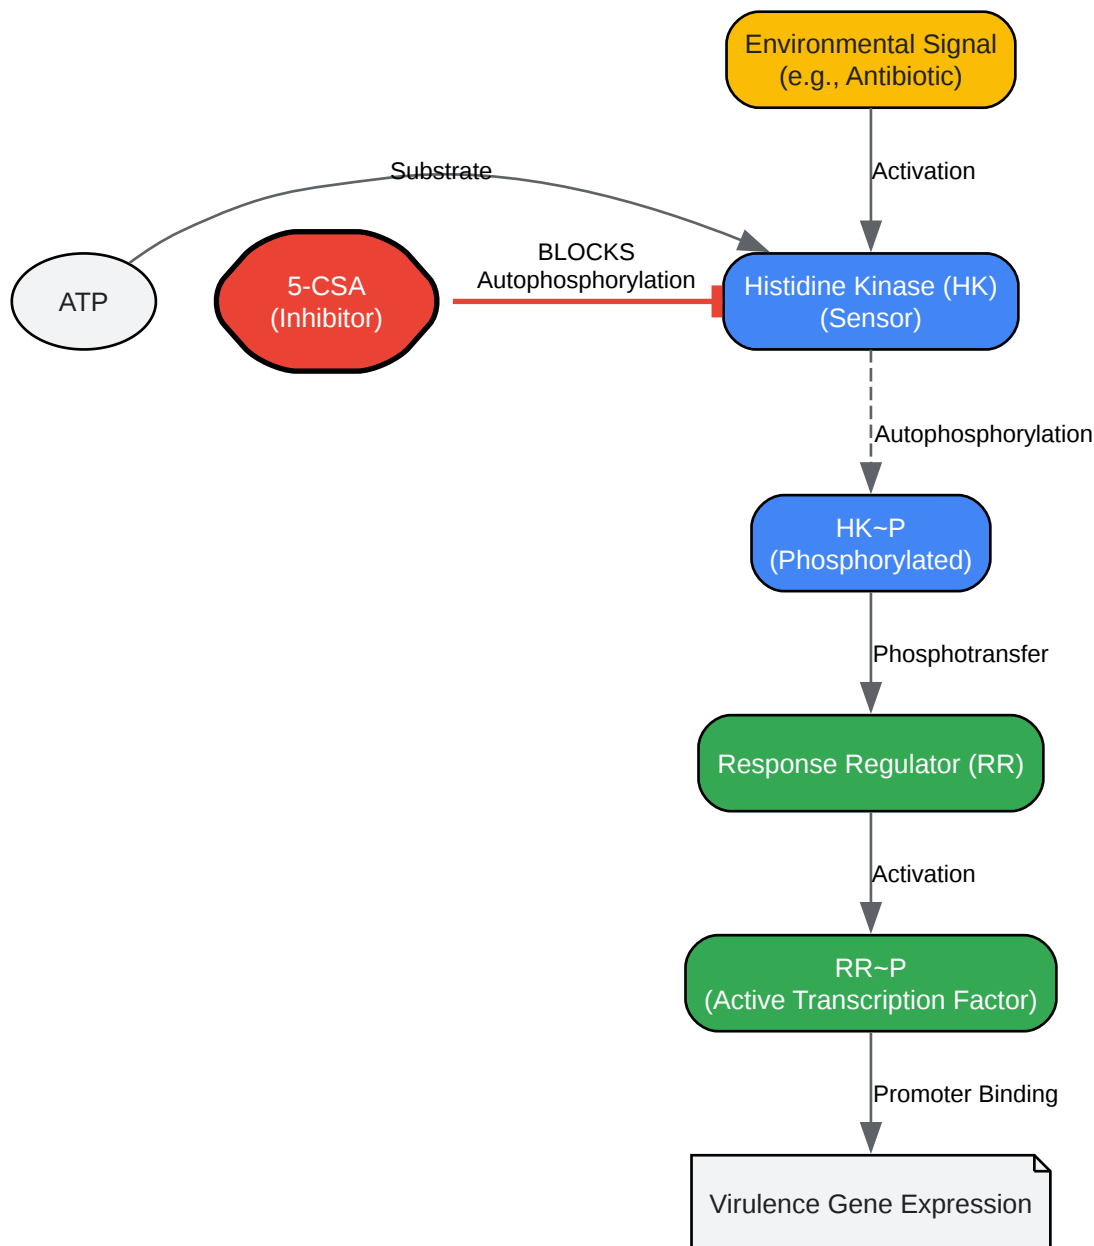 Environmental Signal
(e.g., Antibiotic)
Substrate
Activation
ATP
5-CSA
(Inhibitor)
BLOCKS
Autophosphorylation
Histidine Kinase (HK)
(Sensor)
Autophosphorylation
HK~P
(Phosphorylated)
Phosphotransfer
Response Regulator (RR)
Activation
RR~P
(Active Transcription Factor)
Promoter Binding
Virulence Gene Expression